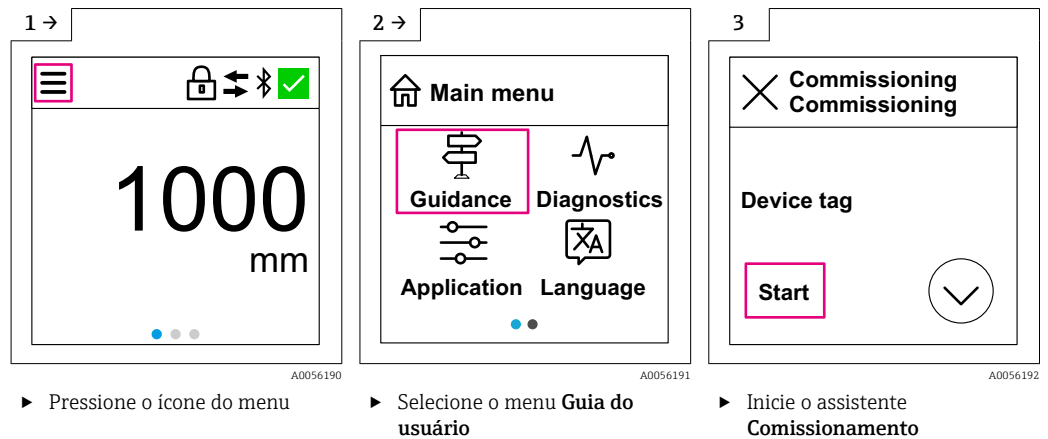 1 →
1000
mm
A0056190
▶ Pressione o ícone do menu
2 →
Main menu
Guidance Diagnostics
Application Language
A0056191
▶ Selecione o menu Guia do
usuário
3
Commissioning
Commissioning
Device tag
Start
A0056192
▶ Inicie o assistente
Comissionamento